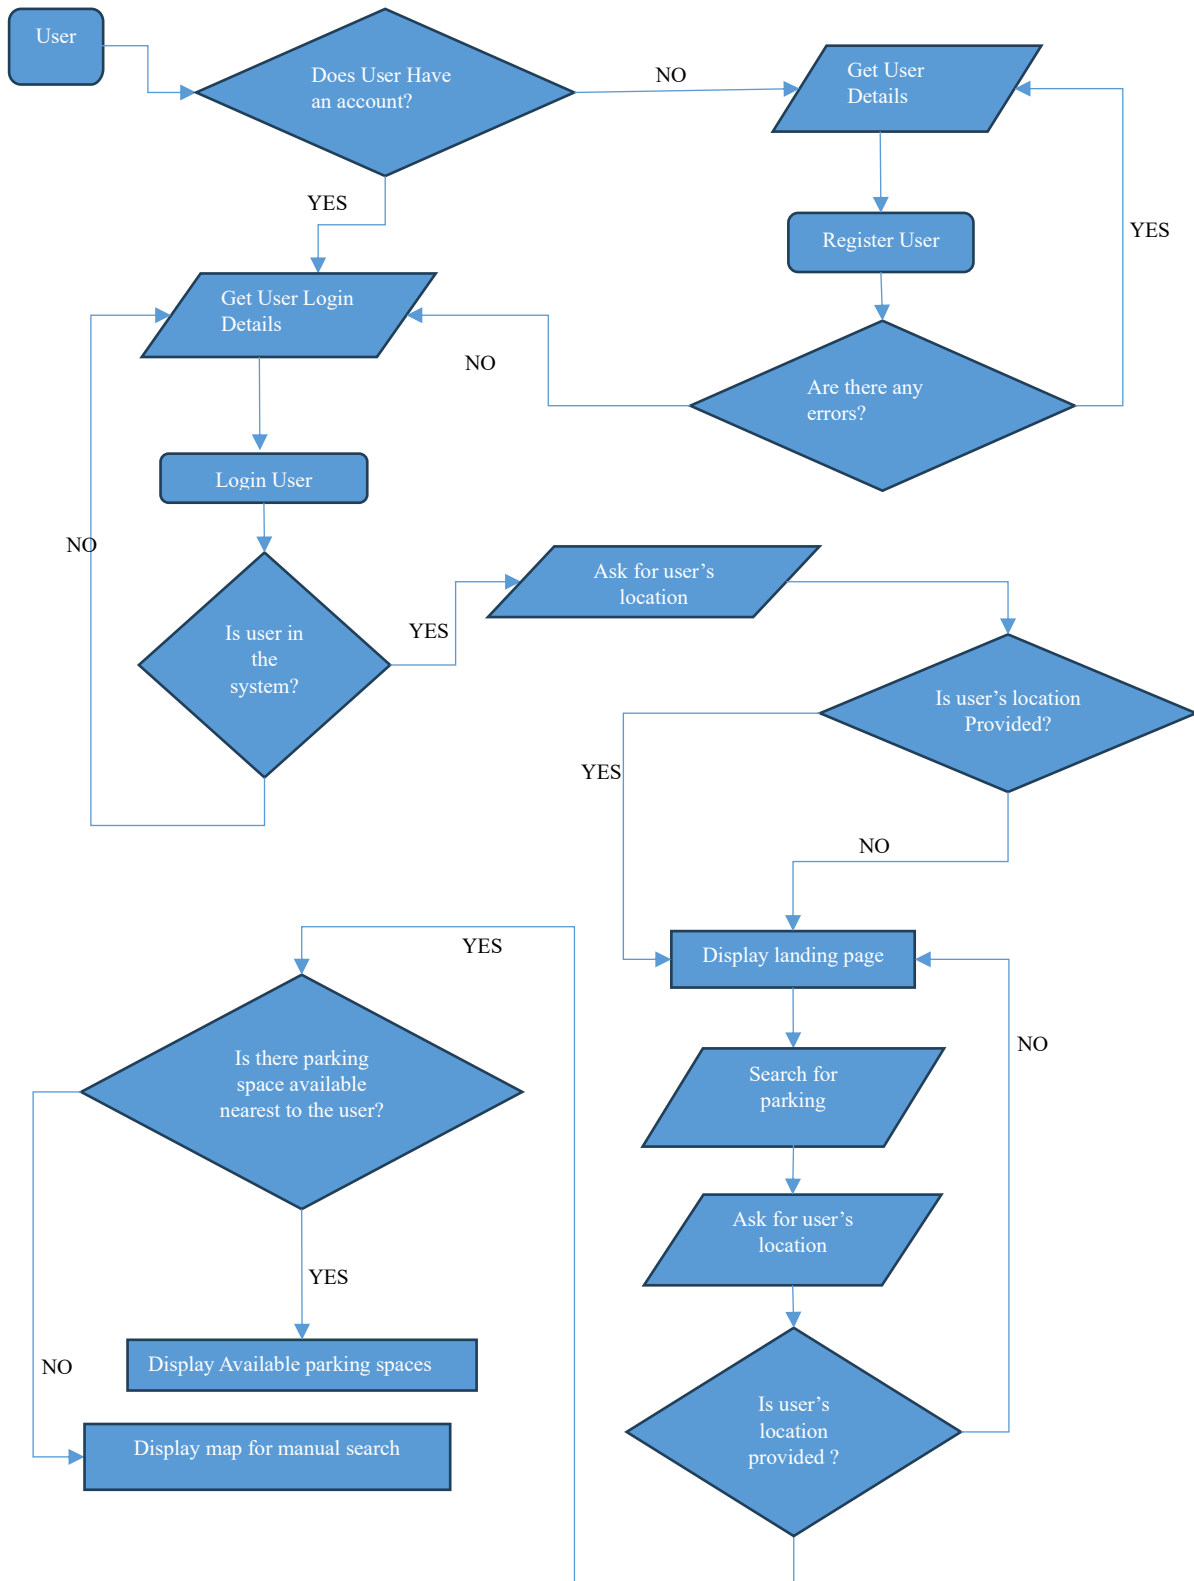 User
Does User Have
an account?
NO
Get User
Details
YES
Register User
YES
Get User Login
Details
NO
Are there any
errors?
Login User
NO
Ask for user’s
location
YES
Is user in
the
system?
Is user’s location
Provided?
YES
NO
YES
Display landing page
NO
Is there parking
space available
nearest to the user?
Search for
parking
Ask for user’s
location
YES
Display Available parking spaces
NO
Display map for manual search
Is user’s
location
provided ?